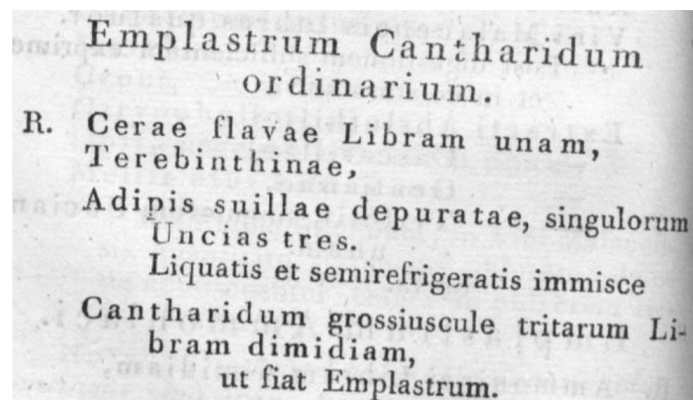 Emplastrium Cantharidum
ordinarium.
R. Cerae flavae Libram unam,
Terebinthinae,
Adipis suillae depuratae, singulorum
Uncias tres.
Liquatis et semirefrigeratis immisce
Cantharidum grossiuscule tritarum Li-
bram dimidiam,
ut fiat Emplastrum.